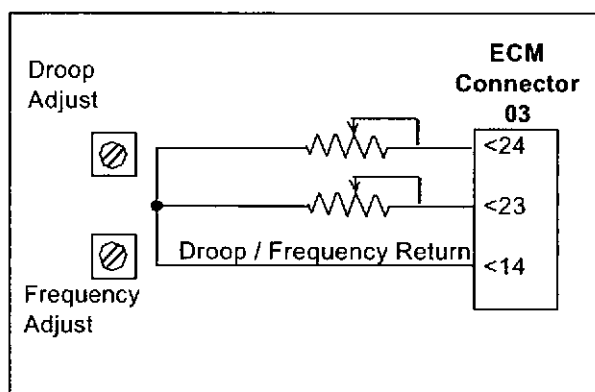 Droop
Adjust
ECM
Connector
03
<24
<23
Droop / Frequency Return
<14
Frequency
Adjust